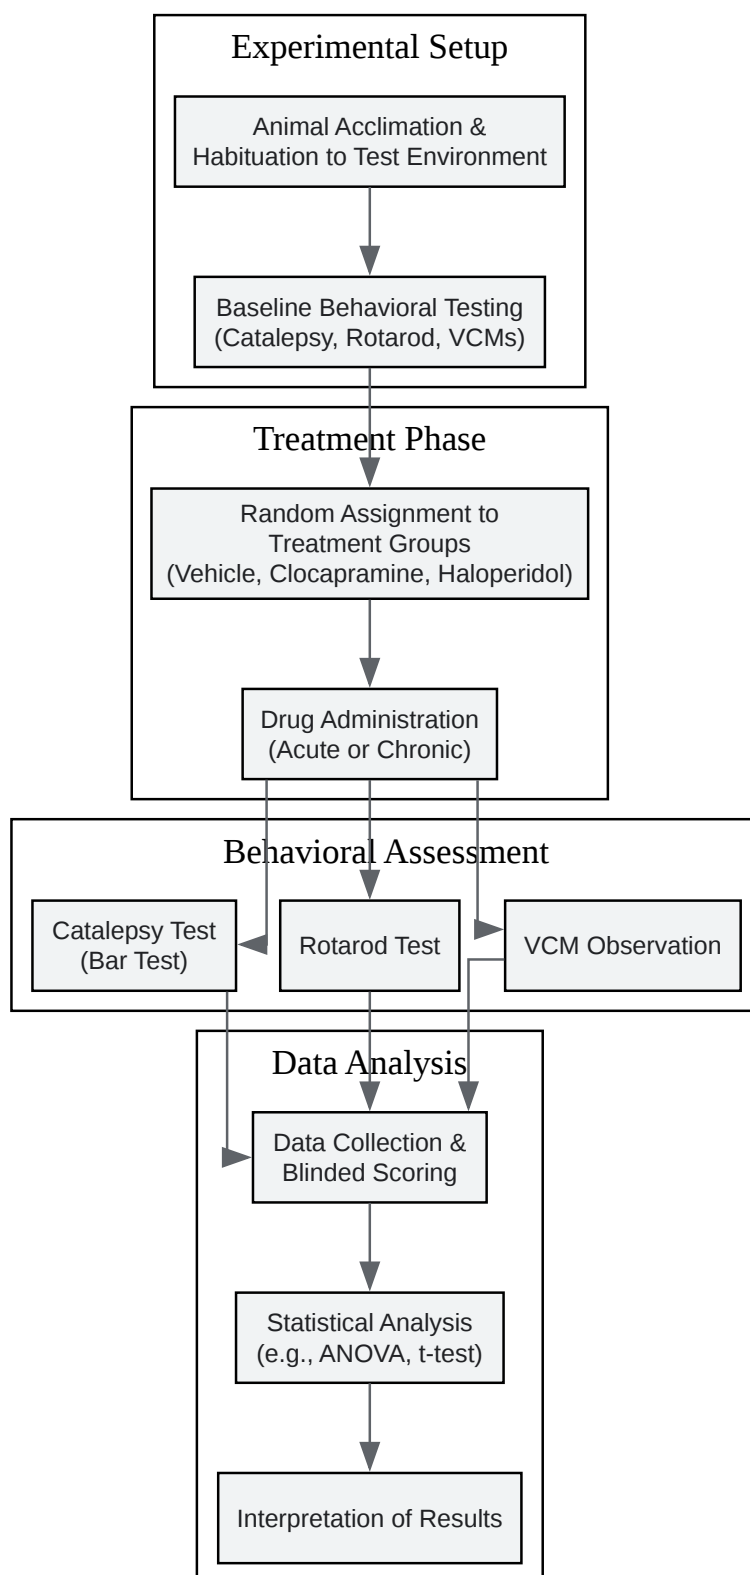 Experimental Setup
Animal Acclimation &
Habituation to Test Environment
Baseline Behavioral Testing
(Catalepsy, Rotarod, VCMs)
Treatment Phase
Random Assignment to
Treatment Groups
(Vehicle, Clocapramine, Haloperidol)
Drug Administration
(Acute or Chronic)
Behavioral Assessment
Catalepsy Test
(Bar Test)
Rotarod Test
VCM Observation
Data Analysis
Data Collection &
Blinded Scoring
Statistical Analysis
(e.g., ANOVA, t-test)
Interpretation of Results